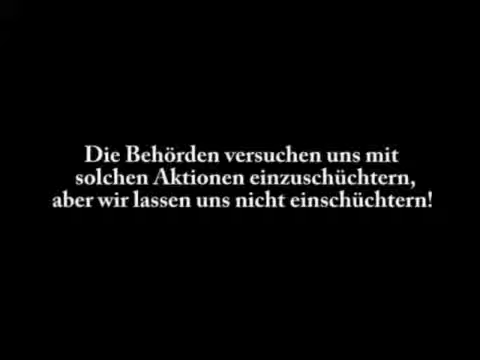 Die Behörden versuchen uns mit
solchen Aktionen einzuschüchtern,
aber wir lassen uns nicht einschüchtern!